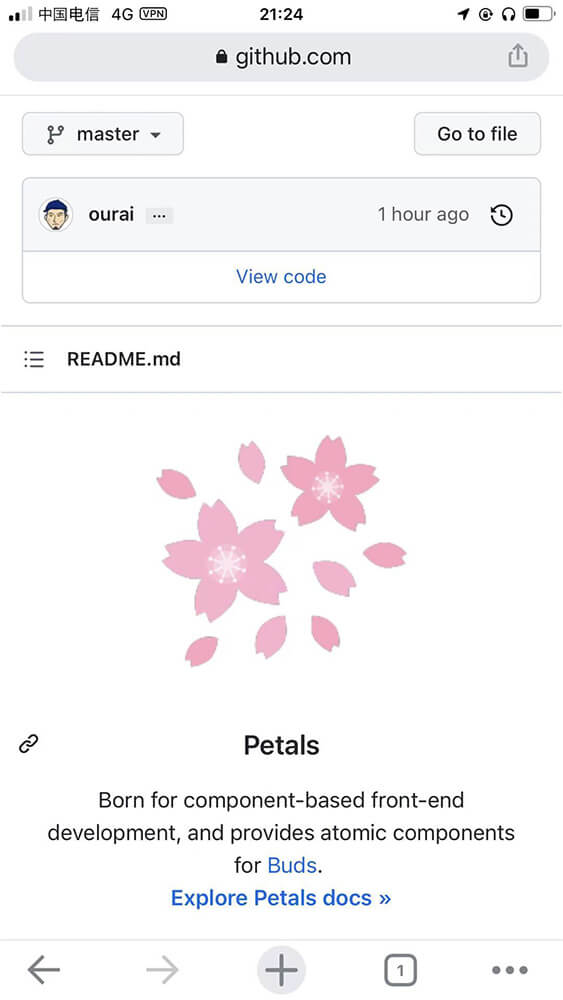 中国电信 4G VPN 21:24
github.com
master Go to file
ourai ... 1 hour ago
View code
README.md
Petals
Born for component-based front-end
development, and provides atomic components
for Buds.
Explore Petals docs »
1